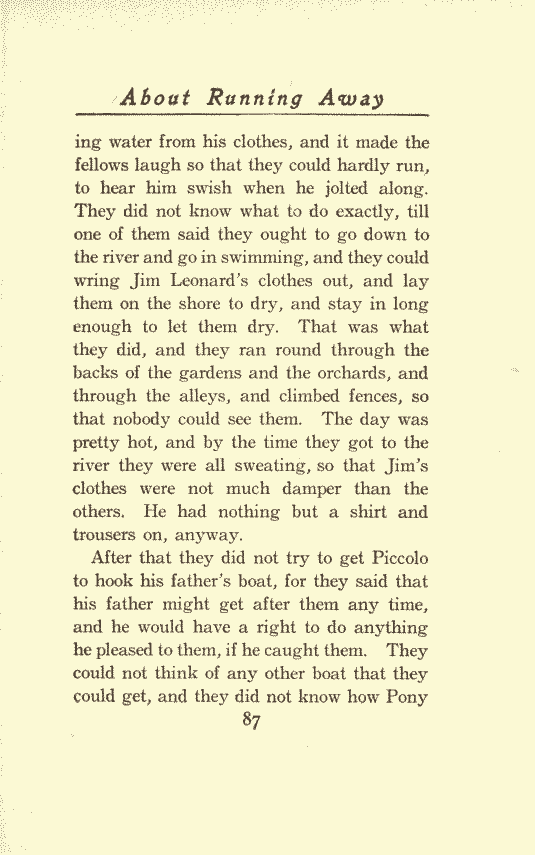 About Running Away
ing water from his clothes, and it made the
fellows laugh so that they could hardly run,
to hear him swish when he jolted along.
They did not know what to do exactly, till
one of them said they ought to go down to
the river and go in swimming, and they could
wring Jim Leonard's clothes out, and lay
them on the shore to dry, and stay in long
enough to let them dry. That was what
they did, and they ran round through the
backs of the gardens and the orchards, and
through the alleys, and climbed fences, so
that nobody could see them. The day was
pretty hot, and by the time they got to the
river they were all sweating, so that Jim's
clothes were not much damper than the
others. He had nothing but a shirt and
trousers on, anyway.
After that they did not try to get Piccolo
to hook his father's boat, for they said that
his father might get after them any time,
and he would have a right to do anything
he pleased to them, if he caught them. They
could not think of any other boat that they
could get, and they did not know how Pony
87